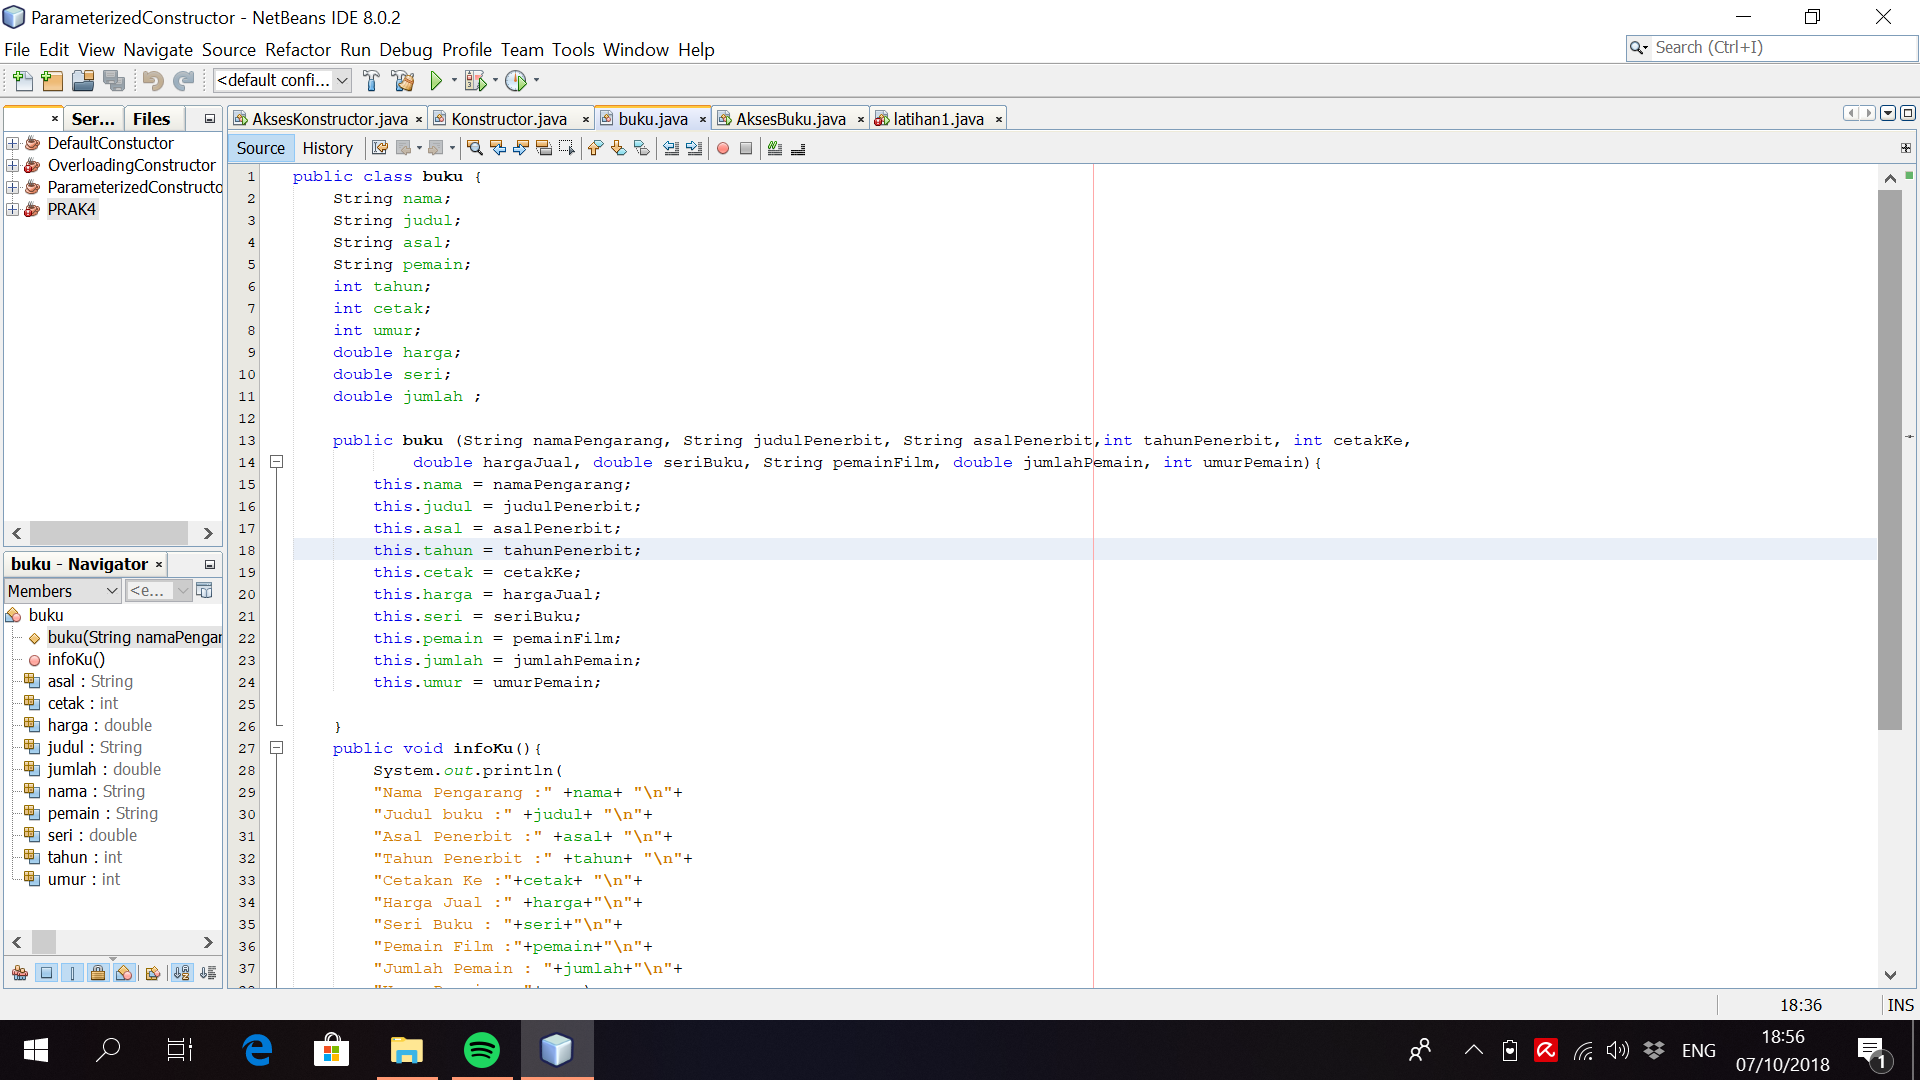 ParameterizedConstructor - NetBeans IDE 8.0.2
File Edit View Navigate Source Refactor Run Debug Profile Team Tools Window Help
Search (Ctrl+I)
<default confi...
Ser... Files
AksesKonstructor.java Konstructor.java buku.java AksesBuku.java latihan1.java
Source History
DefaultConstuctor
OverloadingConstructor
ParameterizedConstructo
PRAK4
buku - Navigator
Members <e...
buku
buku(String namaPengar
infoKu()
asal : String
cetak : int
harga : double
judul : String
jumlah : double
nama : String
pemain : String
seri : double
tahun : int
umur : int
1 public class buku {
2 String nama;
3 String judul;
4 String asal;
5 String pemain;
6 int tahun;
7 int cetak;
8 int umur;
9 double harga;
10 double seri;
11 double jumlah ;
12
13 public buku (String namaPengarang, String judulPenerbit, String asalPenerbit,int tahunPenerbit, int cetakKe,
14 double hargaJual, double seriBuku, String pemainFilm, double jumlahPemain, int umurPemain){
15 this.nama = namaPengarang;
16 this.judul = judulPenerbit;
17 this.asal = asalPenerbit;
18 this.tahun = tahunPenerbit;
19 this.cetak = cetakKe;
20 this.harga = hargaJual;
21 this.seri = seriBuku;
22 this.pemain = pemainFilm;
23 this.jumlah = jumlahPemain;
24 this.umur = umurPemain;
25
26 }
27 public void infoKu(){
28 System.out.println(
29 "Nama Pengarang :" +nama+ "\n"+
30 "Judul buku :" +judul+ "\n"+
31 "Asal Penerbit :" +asal+ "\n"+
32 "Tahun Penerbit :" +tahun+ "\n"+
33 "Cetakan Ke :"+cetak+ "\n"+
34 "Harga Jual :" +harga+"\n"+
35 "Seri Buku : "+seri+"\n"+
36 "Pemain Film :"+pemain+"\n"+
37 "Jumlah Pemain : "+jumlah+"\n"+
18:36 INS
ENG
18:56
07/10/2018
1